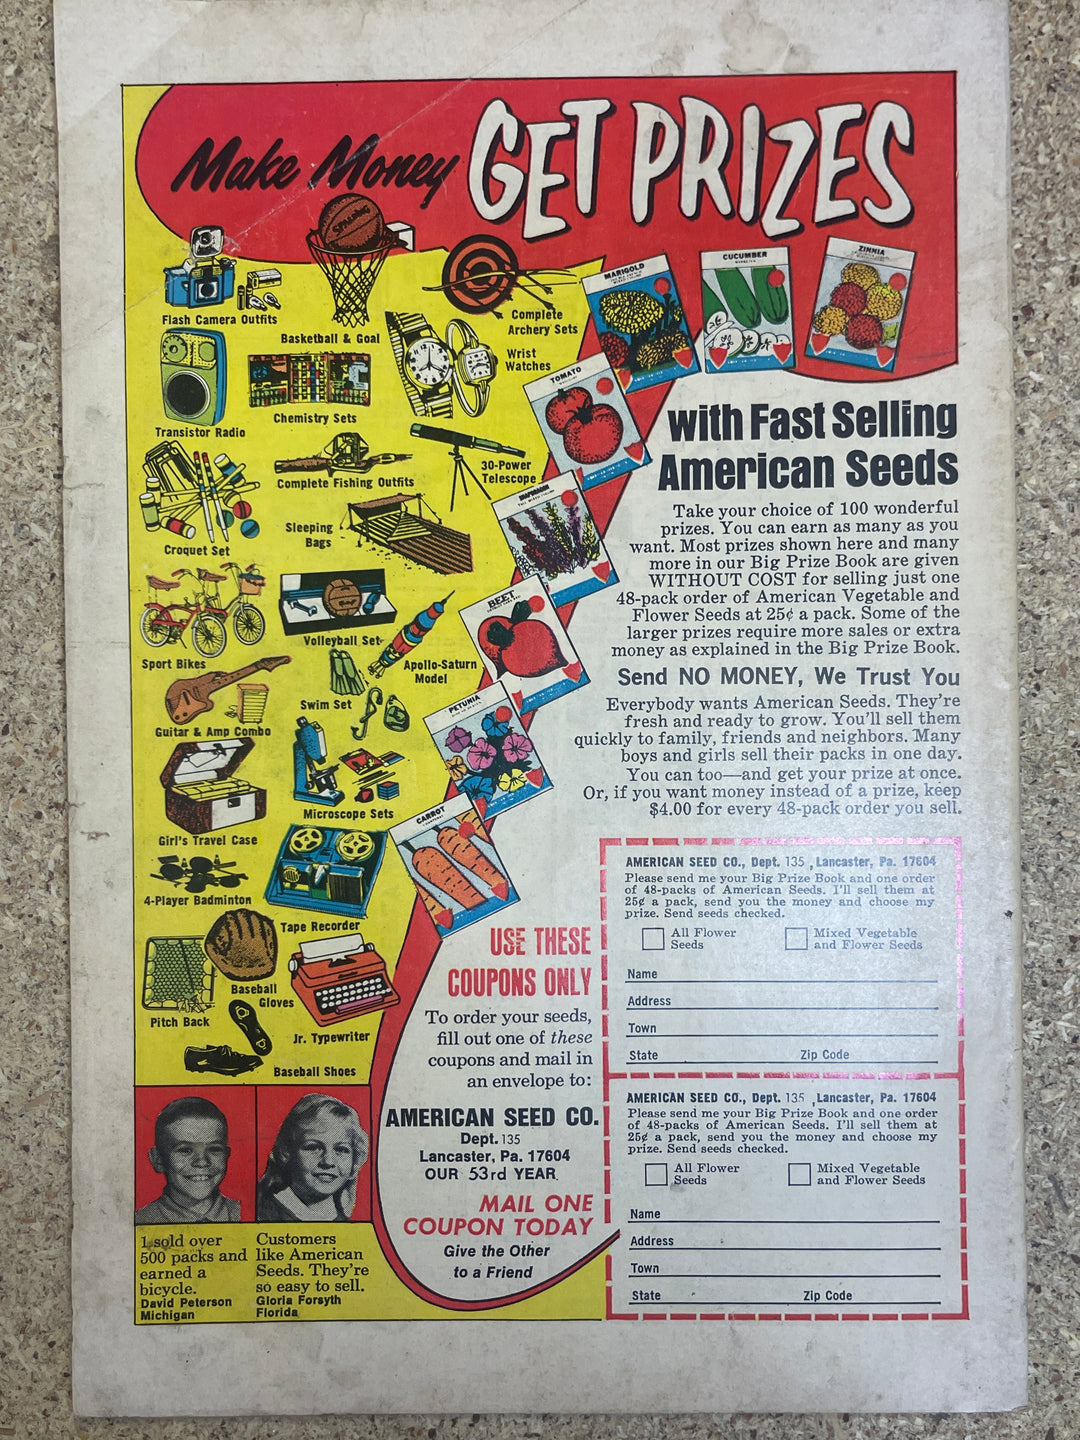 Make Money GET PRIZES
SPALDING
Flash Camera Outfits
Basketball & Goal
Complete
Archery Sets
Wrist
Watches
Transistor Radio
Chemistry Sets
Complete Fishing Outfits
30-Power
Telescope
Croquet Set
Sleeping
Bags
Sport Bikes
Volleyball Set
Apollo-Saturn
Model
Guitar & Amp Combo
Swim Set
Girl's Travel Case
Microscope Sets
4-Player Badminton
Tape Recorder
Pitch Back
Baseball
Gloves
Jr. Typewriter
Baseball Shoes
MARIGOLD
CUCUMBER
ZINNIA
TOMATO
SNAPDRAGON
BEET
PETUNIA
CARROT
with Fast Selling
American Seeds
Take your choice of 100 wonderful
prizes. You can earn as many as you
want. Most prizes shown here and many
more in our Big Prize Book are given
WITHOUT COST for selling just one
48-pack order of American Vegetable and
Flower Seeds at 25¢ a pack. Some of the
larger prizes require more sales or extra
money as explained in the Big Prize Book.
Send NO MONEY, We Trust You
Everybody wants American Seeds. They're
fresh and ready to grow. You'll sell them
quickly to family, friends and neighbors. Many
boys and girls sell their packs in one day.
You can too—and get your prize at once.
Or, if you want money instead of a prize, keep
$4.00 for every 48-pack order you sell.
USE THESE
COUPONS ONLY
To order your seeds,
fill out one of these
coupons and mail in
an envelope to:
AMERICAN SEED CO.
Dept. 135
Lancaster, Pa. 17604
OUR 53rd YEAR
MAIL ONE
COUPON TODAY
Give the Other
to a Friend
AMERICAN SEED CO., Dept. 135 , Lancaster, Pa. 17604
Please send me your Big Prize Book and one order
of 48-packs of American Seeds. I'll sell them at
25¢ a pack, send you the money and choose my
prize. Send seeds checked.
All Flower
Seeds
Mixed Vegetable
and Flower Seeds
Name
Address
Town
State Zip Code
AMERICAN SEED CO., Dept. 135 , Lancaster, Pa. 17604
Please send me your Big Prize Book and one order
of 48-packs of American Seeds. I'll sell them at
25¢ a pack, send you the money and choose my
prize. Send seeds checked.
All Flower
Seeds
Mixed Vegetable
and Flower Seeds
Name
Address
Town
State Zip Code
I sold over
500 packs and
earned a
bicycle.
David Peterson
Michigan
Customers
like American
Seeds. They're
so easy to sell.
Gloria Forsyth
Florida